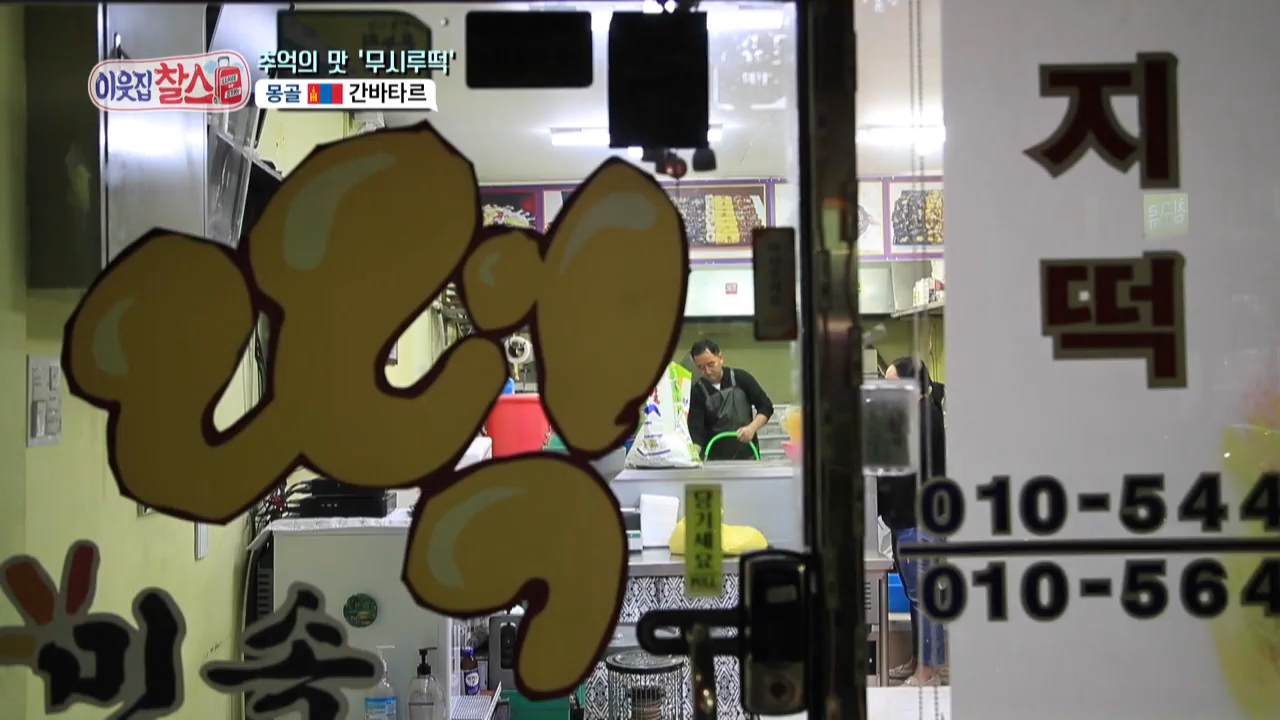 이웃집 찰스
추억의 맛 '무시루떡'
몽골 간바타르
떡
지
떡
당기세요
PULL
010-544
010-564